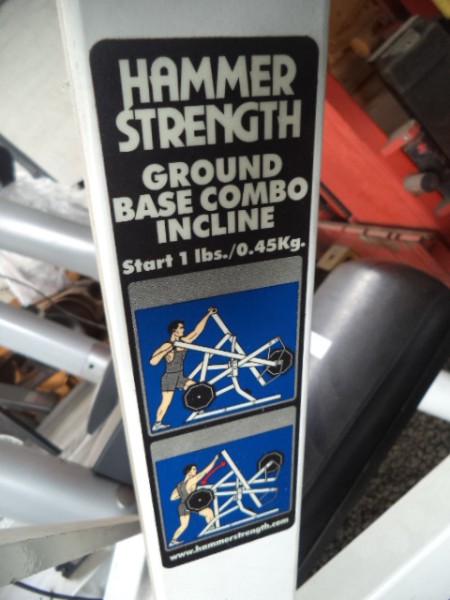 HAMMER
STRENGTH
GROUND
BASE COMBO
INCLINE
Start 1 lbs./0.45Kg.
www.hammerstrength.com